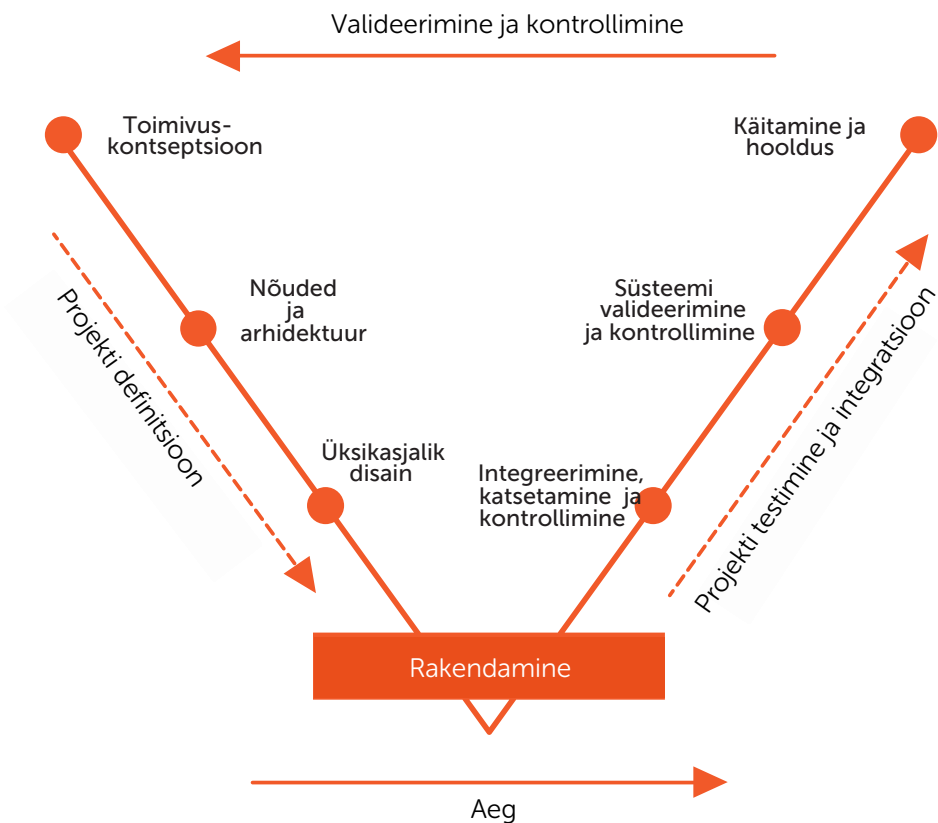 Valideerimine ja kontrollimine
Toimivus-
kontseptsioon
Käitamine ja
hooldus
Nõuded
ja
arhidektuur
Süsteemi
valideerimine
ja kontrollimine
Projekti definitsioon
Projekti testimine ja integratsioon
Üksikasjalik
disain
Integreerimine,
katsetamine ja
kontrollimine
Rakendamine
Aeg